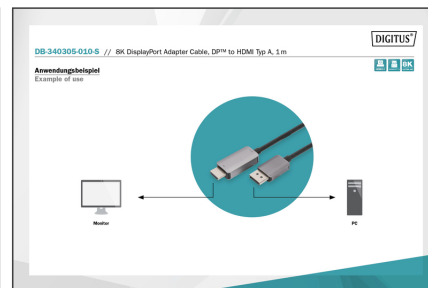 DIGITUS®
DB-340305-010-S // 8K DisplayPort Adapter Cable, DP™ to HDMI Typ A, 1 m
Anwendungsbeispiel
Example of use
8K
Monitor
PC